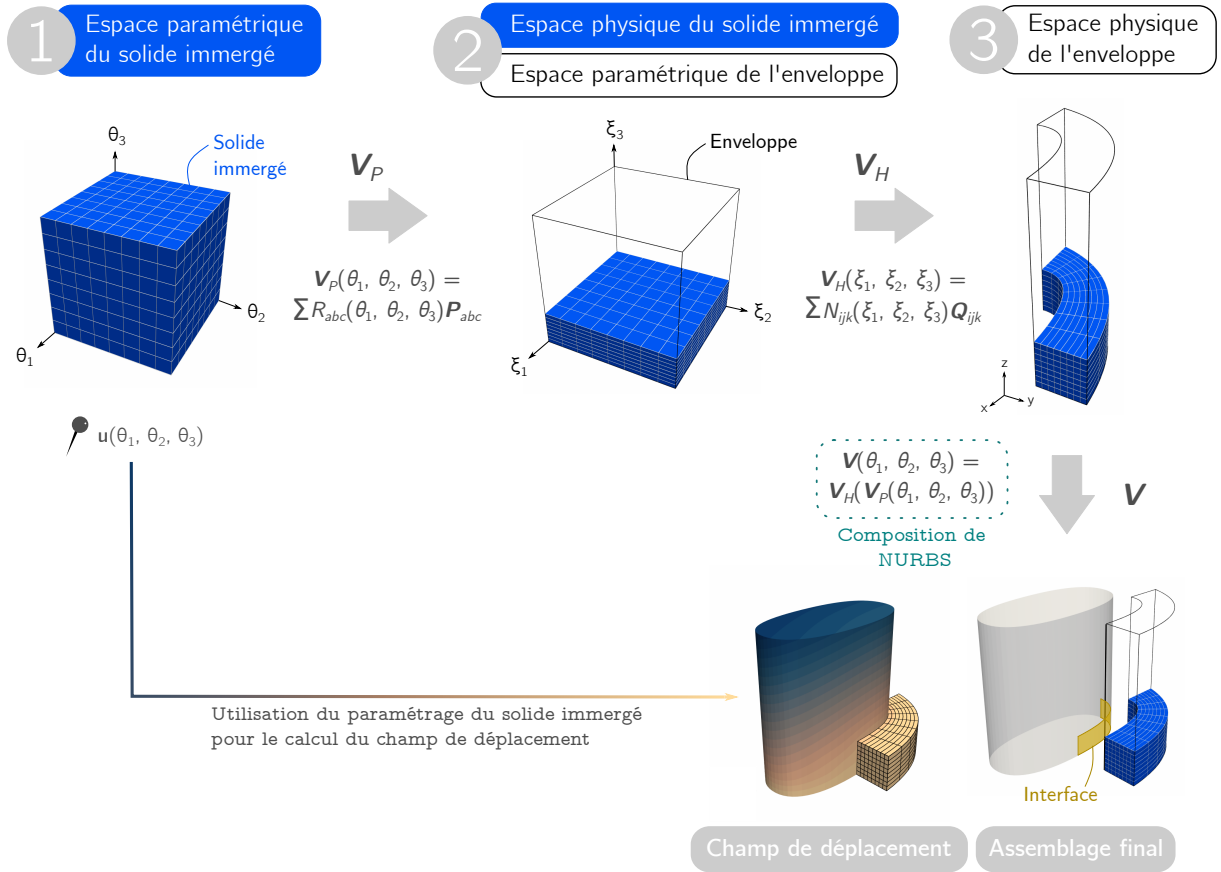 1
Espace paramétrique
du solide immergé
2
Espace physique du solide immergé
Espace paramétrique de l'enveloppe
3
Espace physique
de l'enveloppe
θ3
Solide
immergé
θ2
θ1
VP
VP(θ1, θ2, θ3) =
∑Rabc(θ1, θ2, θ3)Pabc
ξ3
Enveloppe
ξ2
ξ1
VH
VH(ξ1, ξ2, ξ3) =
∑Nijk(ξ1, ξ2, ξ3)Qijk
z
y
x
u(θ1, θ2, θ3)
V(θ1, θ2, θ3) =
VH(VP(θ1, θ2, θ3))
Composition de
NURBS
V
Utilisation du paramétrage du solide immergé
pour le calcul du champ de déplacement
Interface
Champ de déplacement
Assemblage final